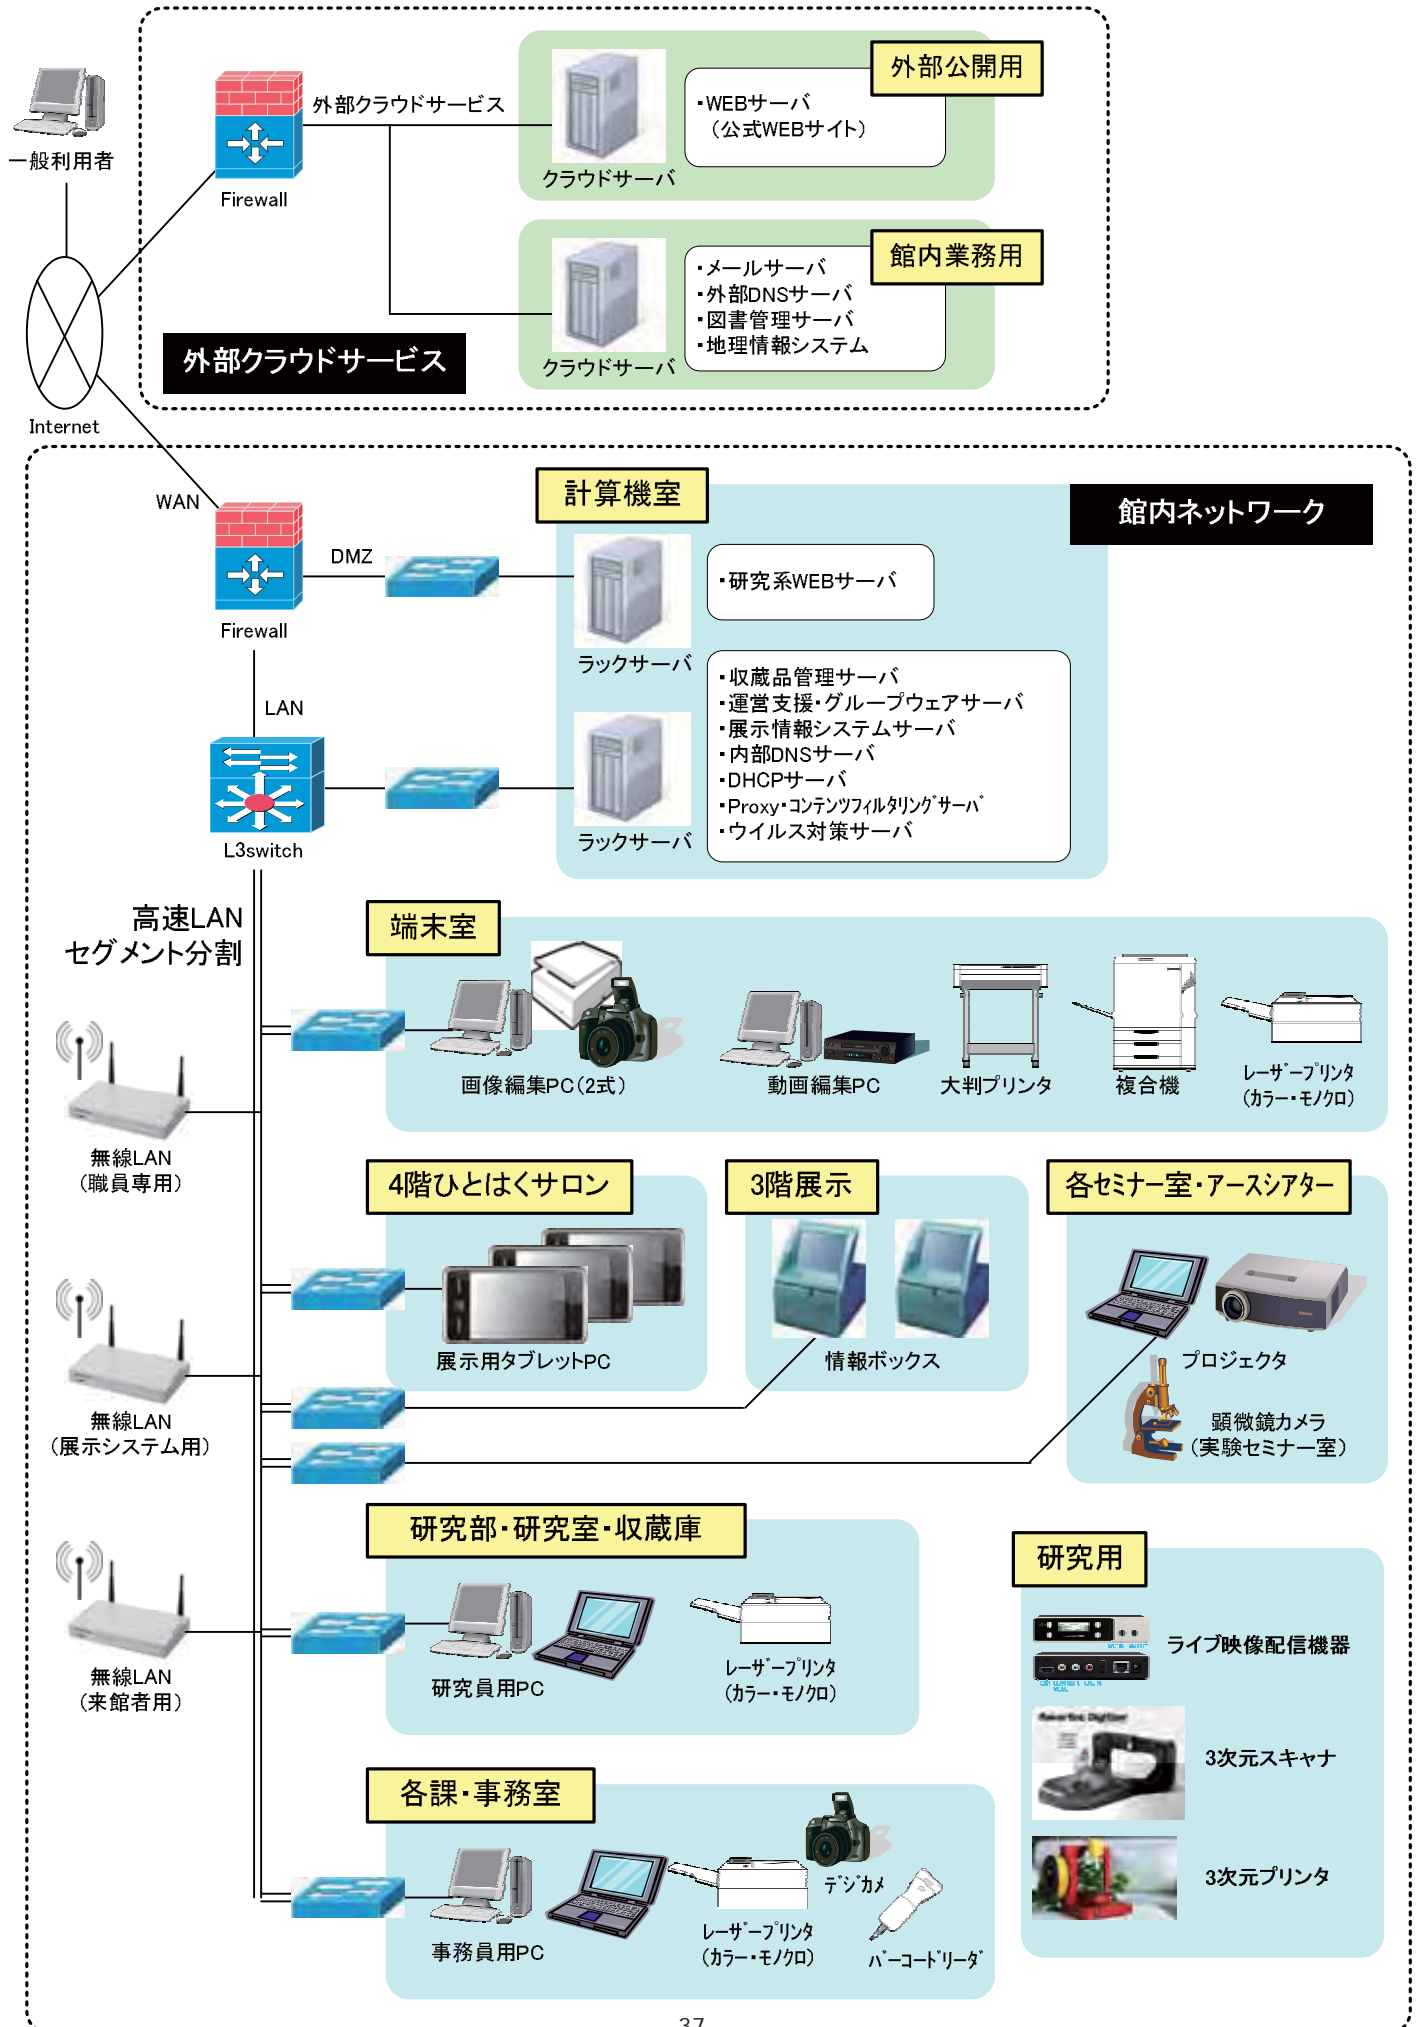 外部公開用
・WEBサーバ
（公式WEBサイト）
外部クラウドサービス
一般利用者
Firewall
クラウドサーバ
館内業務用
・メールサーバ
・外部DNSサーバ
・図書管理サーバ
・地理情報システム
外部クラウドサービス
クラウドサーバ
Internet
WAN
計算機室
館内ネットワーク
DMZ
・研究系WEBサーバ
Firewall
ラックサーバ
・収蔵品管理サーバ
・運営支援・グループウェアサーバ
・展示情報システムサーバ
・内部DNSサーバ
・DHCPサーバ
・Proxy・コンテンツフィルタリングサーバ
・ウイルス対策サーバ
LAN
ラックサーバ
L3switch
高速LAN
セグメント分割
端末室
画像編集PC（2式）
動画編集PC
大判プリンタ
複合機
レーザープリンタ
（カラー・モノクロ）
無線LAN
（職員専用）
4階ひとはくサロン
3階展示
各セミナー室・アースシアター
展示用タブレットPC
情報ボックス
プロジェクタ
顕微鏡カメラ
（実験セミナー室）
無線LAN
（展示システム用）
研究部・研究室・収蔵庫
研究用
ライブ映像配信機器
研究員用PC
レーザープリンタ
（カラー・モノクロ）
無線LAN
（来館者用）
3次元スキャナ
各課・事務室
3次元プリンタ
デジカメ
事務員用PC
レーザープリンタ
（カラー・モノクロ）
バーコードリーダ
37